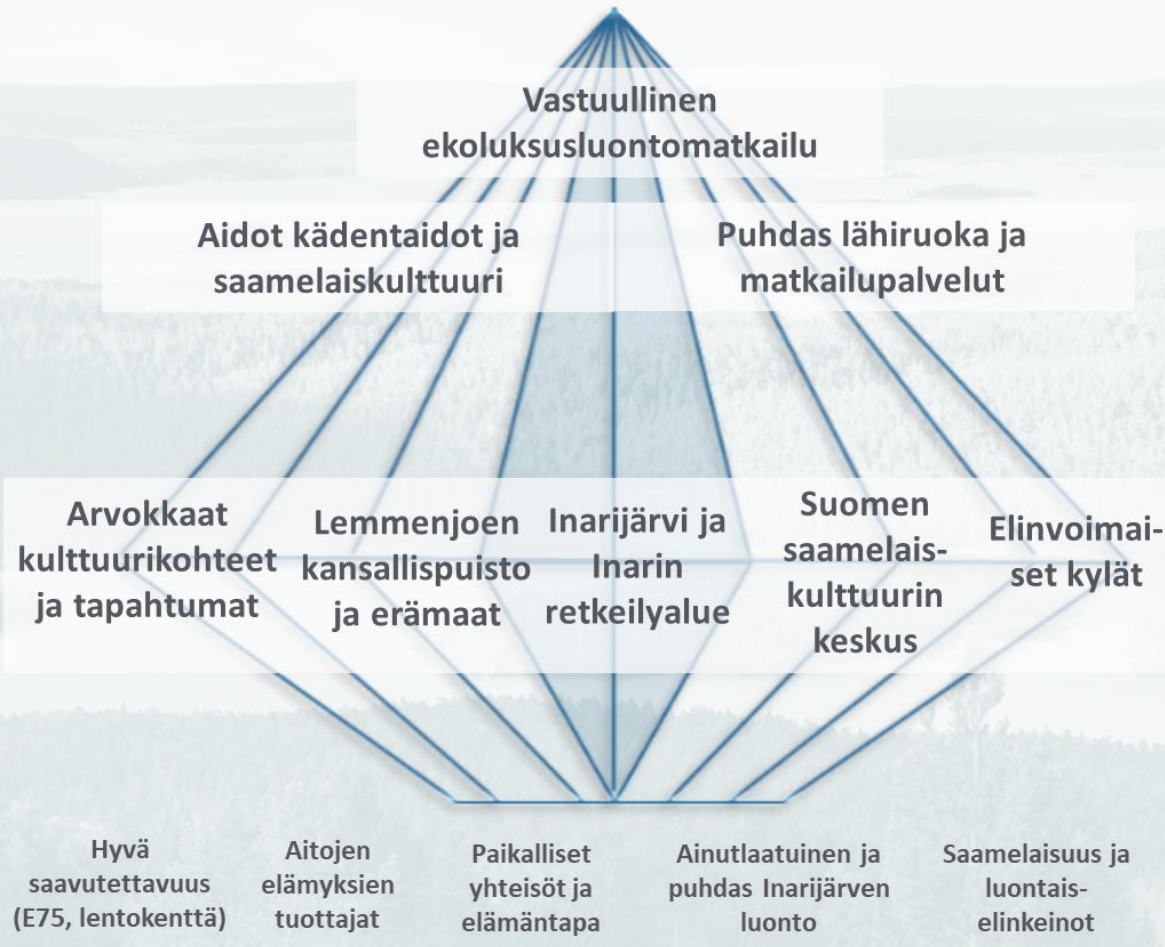 Vastuullinen
ekoluksusluontomatkailu
Aidot kädentaidot ja
saamelaiskulttuuri
Puhdas lähiruoka ja
matkailupalvelut
Arvokkaat
kulttuurikohteet
ja tapahtumat
Lemmenjoen
kansallispuisto
ja erämaat
Inarijärvi ja
Inarin
retkeilyalue
Suomen
saamelais-
kulttuurin
keskus
Elinvoimai-
set kylät
Hyvä
saavutettavuus
(E75, lentokenttä)
Aitojen
elämyksien
tuottajat
Paikalliset
yhteisöt ja
elämäntapa
Ainutlaatuinen ja
puhdas Inarijärven
luonto
Saamelaisuus ja
luontais-
elinkeinot